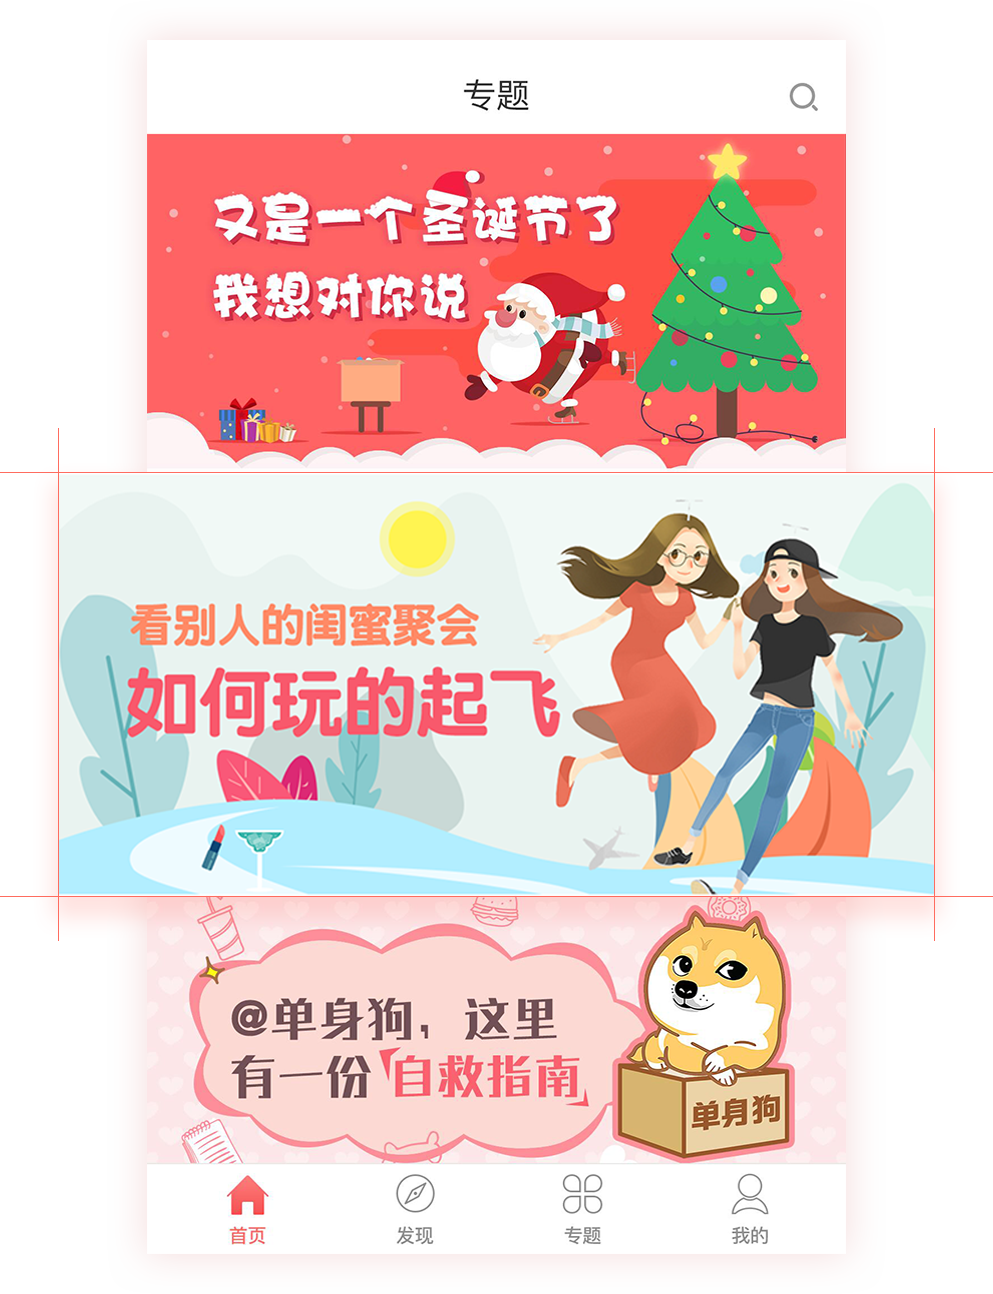 专题
又是一个圣诞节了
我想对你说
看别人的闺蜜聚会
如何玩的起飞
@单身狗，这里
有一份「自救指南」
单身狗
首页
发现
专题
我的